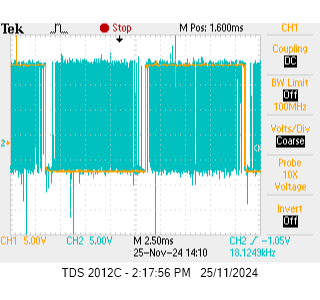 Tek Stop M Pos: 1.600ms CH1
Coupling
DC
BW Limit
Off
100MHz
2
Volts/Div
Coarse
Probe
10X
Voltage
Invert
Off
CH1 5.00V CH2 5.00V M 2.50ms CH2 -1.05V
25-Nov-24 14:10 18.1249kHz
TDS 2012C - 2:17:56 PM 25/11/2024